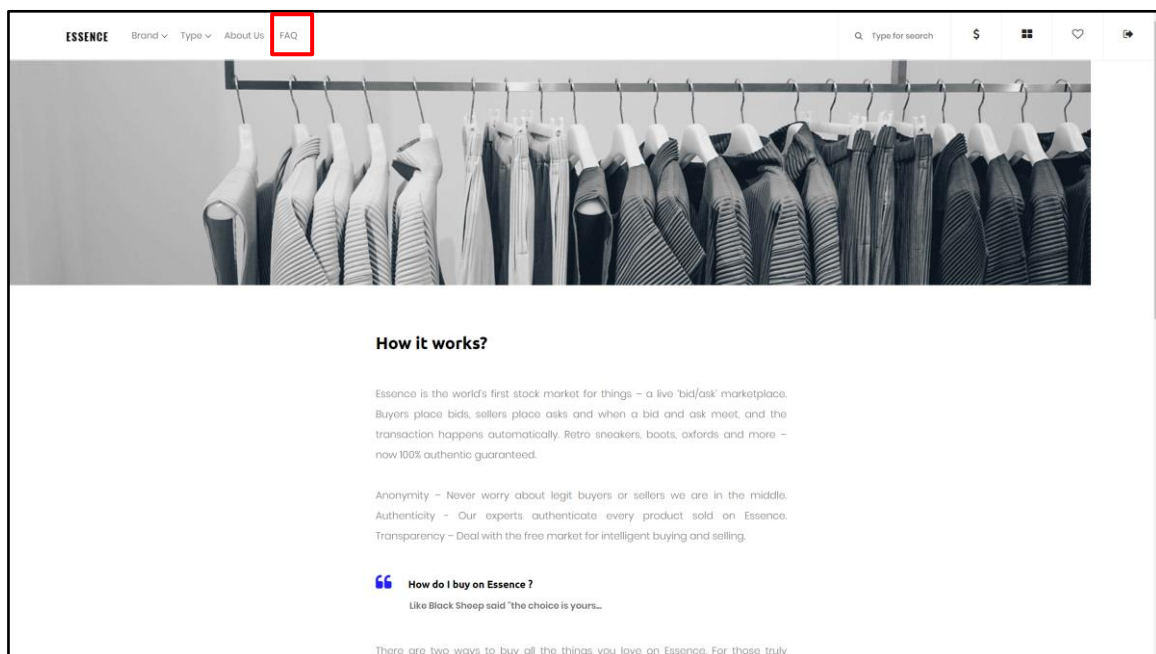 ESSENCE Brand Type About Us FAQ Type for search $
How it works?
Essence is the world's first stock market for things – a live 'bid/ask' marketplace.
Buyers place bids, sellers place asks and when a bid and ask meet, and the
transaction happens automatically. Retro sneakers, boots, oxfords and more –
now 100% authentic guaranteed.
Anonymity – Never worry about legit buyers or sellers we are in the middle.
Authenticity - Our experts authenticate every product sold on Essence.
Transparency – Deal with the free market for intelligent buying and selling.
How do I buy on Essence ?
Like Black Sheep said "the choice is yours...
There are two ways to buy all the things you love on Essence. For those truly